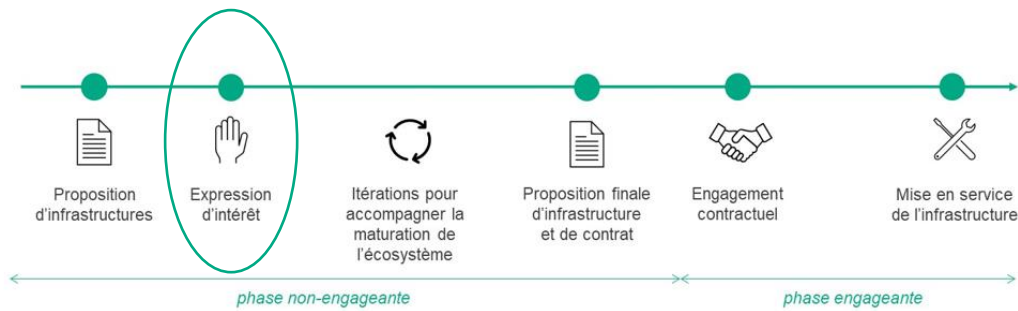 Proposition
d'infrastructures
Expression
d'intérêt
Itérations pour
accompagner la
maturation de
l'écosystème
Proposition finale
d'infrastructure
et de contrat
Engagement
contractuel
Mise en service
de l'infrastructure
phase non-engageante
phase engageante